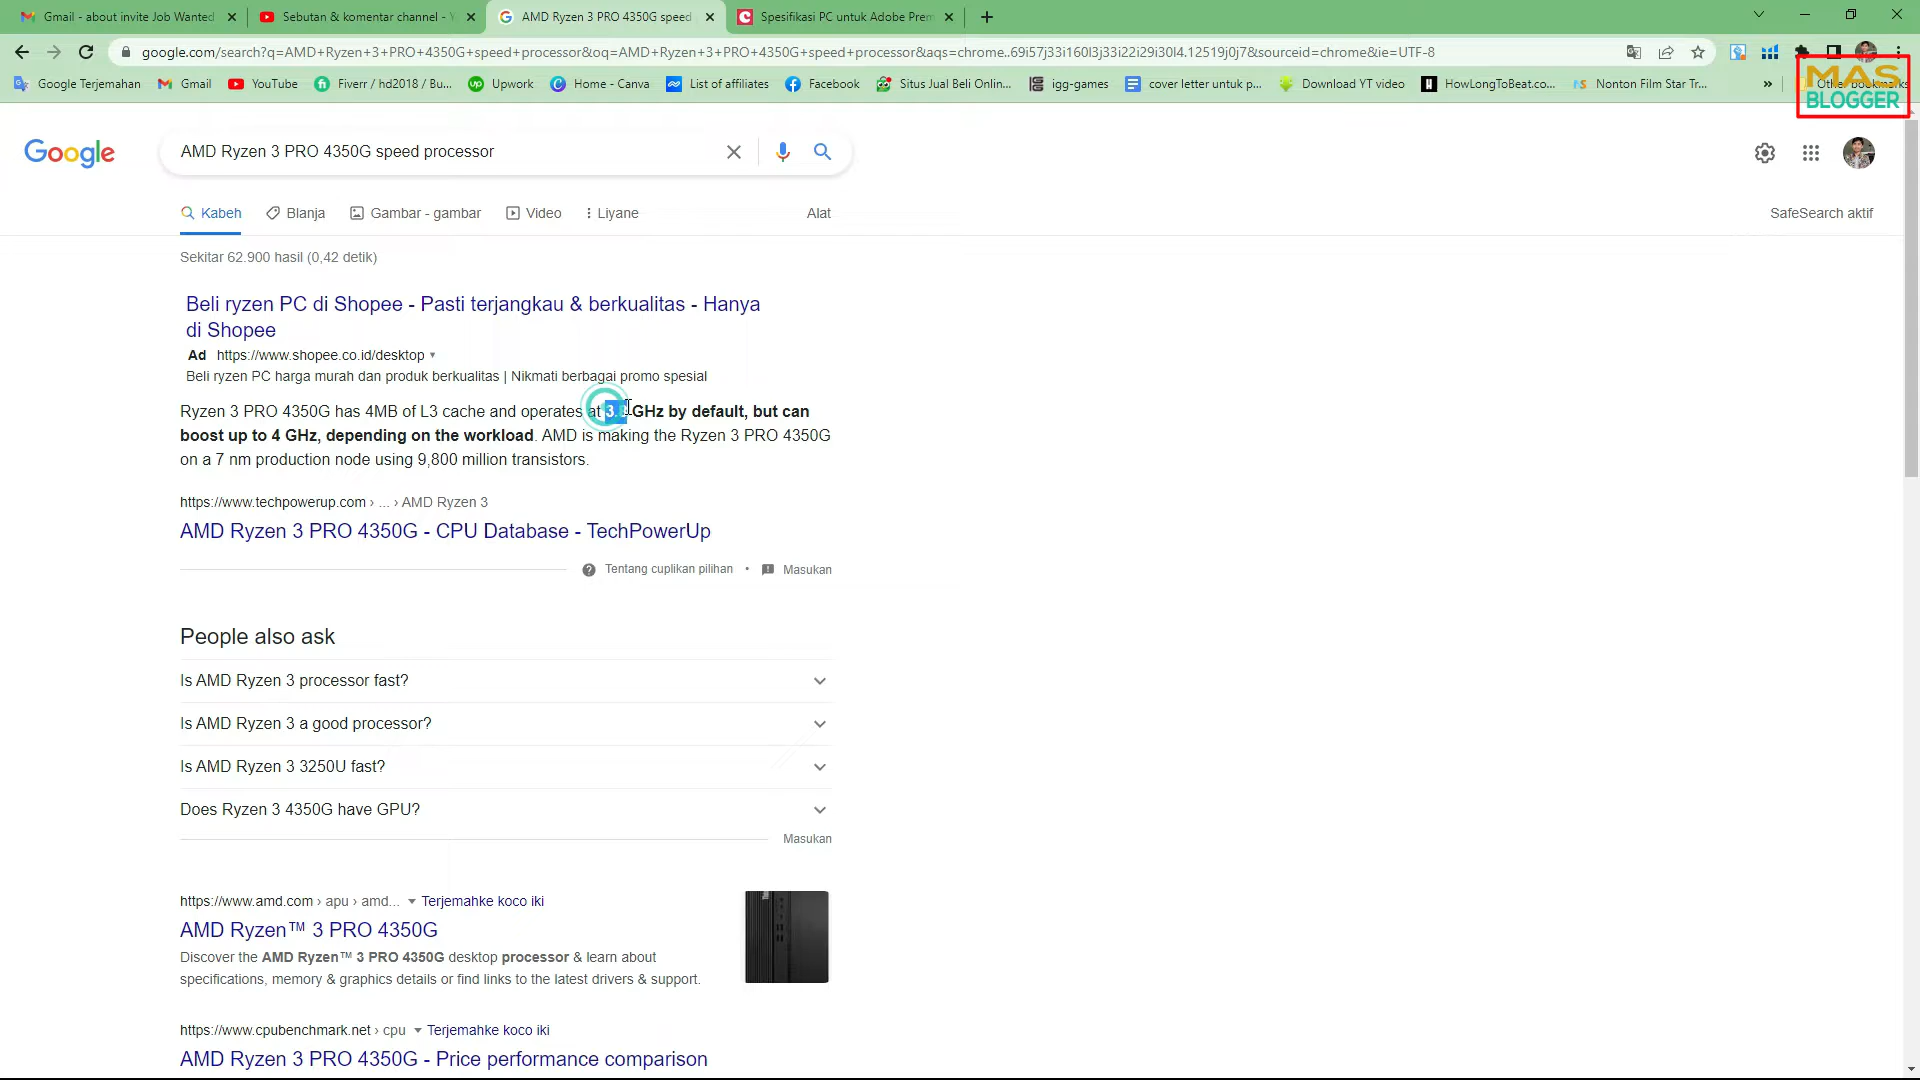 Gmail - about invite Job Wanted
Sebutan & komentar channel - Y
AMD Ryzen 3 PRO 4350G speed
Spesifikasi PC untuk Adobe Prem
google.com/search?q=AMD+Ryzen+3+PRO+4350G+speed+processor&oq=AMD+Ryzen+3+PRO+4350G+speed+processor&aqs=chrome..69i57j33i160l3j33i22i29i30l4.12519j0j7&sourceid=chrome&ie=UTF-8
Google Terjemahan
Gmail
YouTube
Fiverr / hd2018 / Bu...
Upwork
Home - Canva
List of affiliates
Facebook
Situs Jual Beli Onlin...
igg-games
cover letter untuk p...
Download YT video
HowLongToBeat.co...
Nonton Film Star Tr...
»
Other bookmarks
MAS
BLOGGER
Google
AMD Ryzen 3 PRO 4350G speed processor
Kabeh
Blanja
Gambar - gambar
Video
Liyane
Alat
SafeSearch aktif
Sekitar 62.900 hasil (0,42 detik)
Beli ryzen PC di Shopee - Pasti terjangkau & berkualitas - Hanya
di Shopee
Ad https://www.shopee.co.id/desktop
Beli ryzen PC harga murah dan produk berkualitas | Nikmati berbagai promo spesial
Ryzen 3 PRO 4350G has 4MB of L3 cache and operates at GHz by default, but can
boost up to 4 GHz, depending on the workload. AMD is making the Ryzen 3 PRO 4350G
on a 7 nm production node using 9,800 million transistors.
https://www.techpowerup.com › ... › AMD Ryzen 3
AMD Ryzen 3 PRO 4350G - CPU Database - TechPowerUp
Tentang cuplikan pilihan • Masukan
People also ask
Is AMD Ryzen 3 processor fast?
Is AMD Ryzen 3 a good processor?
Is AMD Ryzen 3 3250U fast?
Does Ryzen 3 4350G have GPU?
Masukan
https://www.amd.com › apu › amd... Terjemahke koco iki
AMD Ryzen™ 3 PRO 4350G
Discover the AMD Ryzen™ 3 PRO 4350G desktop processor & learn about
specifications, memory & graphics details or find links to the latest drivers & support.
https://www.cpubenchmark.net › cpu Terjemahke koco iki
AMD Ryzen 3 PRO 4350G - Price performance comparison